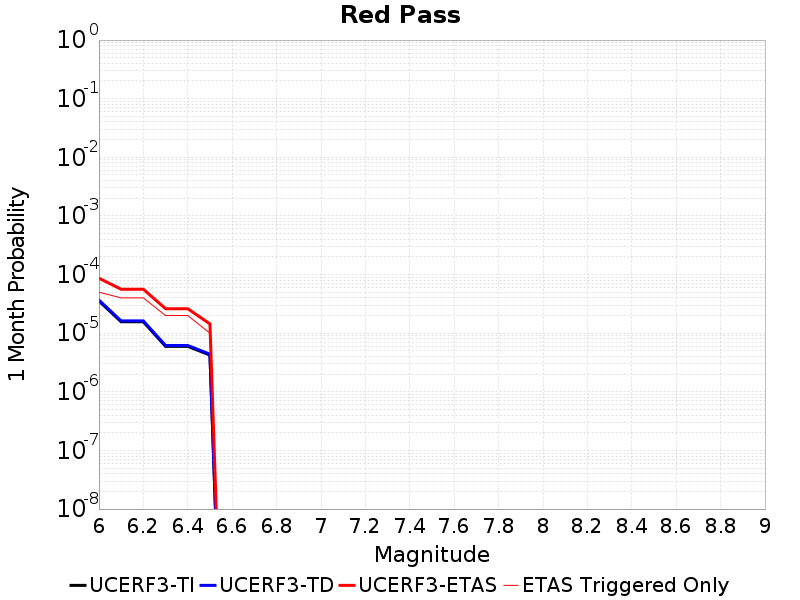 Red Pass
1 Month Probability
10^0
10^-1
10^-2
10^-3
10^-4
10^-5
10^-6
10^-7
10^-8
6 6.2 6.4 6.6 6.8 7 7.2 7.4 7.6 7.8 8 8.2 8.4 8.6 8.8 9
Magnitude
UCERF3-TI UCERF3-TD UCERF3-ETAS ETAS Triggered Only